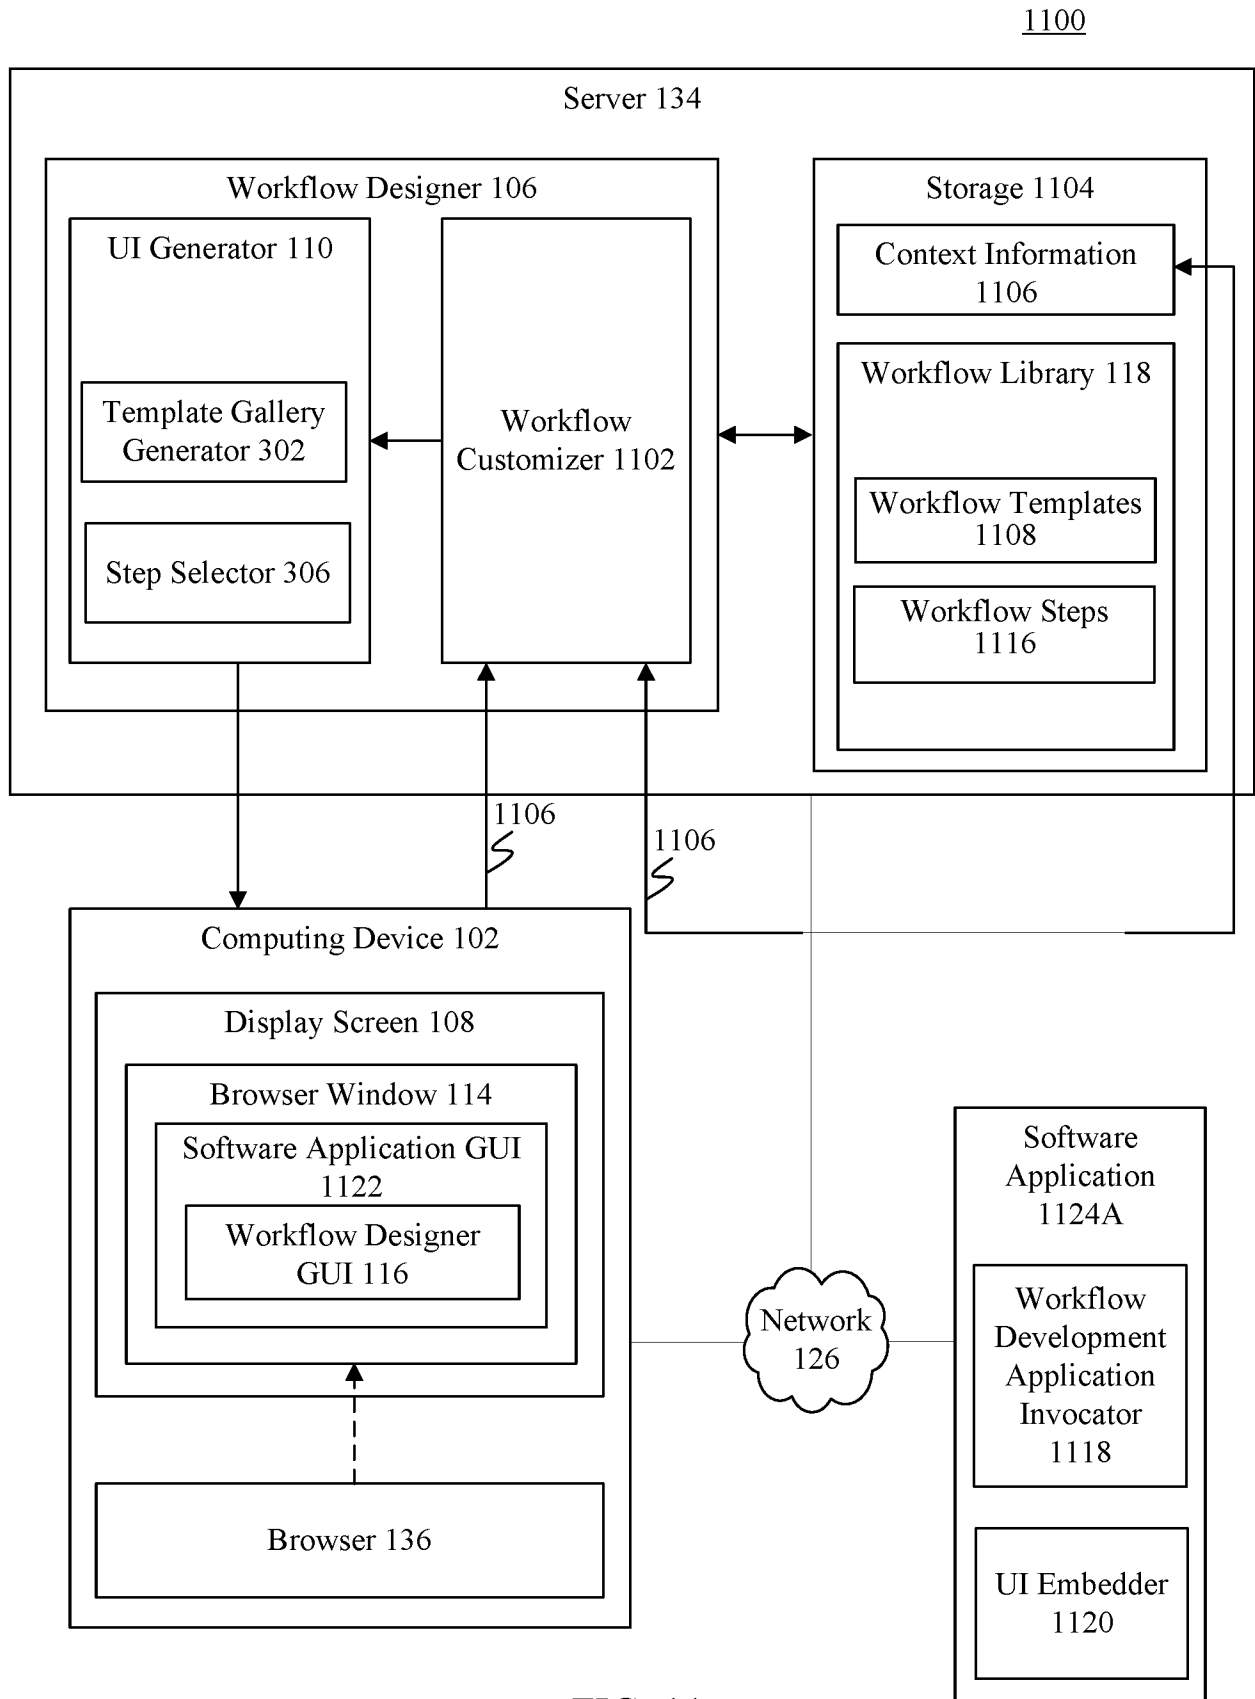 1100
Server 134
Workflow Designer 106
UI Generator 110
Template Gallery
Generator 302
Step Selector 306
Workflow
Customizer 1102
Storage 1104
Context Information
1106
Workflow Library 118
Workflow Templates
1108
Workflow Steps
1116
1106
1106
Computing Device 102
Display Screen 108
Browser Window 114
Software Application GUI
1122
Workflow Designer
GUI 116
Browser 136
Network
126
Software
Application
1124A
Workflow
Development
Application
Invocator
1118
UI Embedder
1120